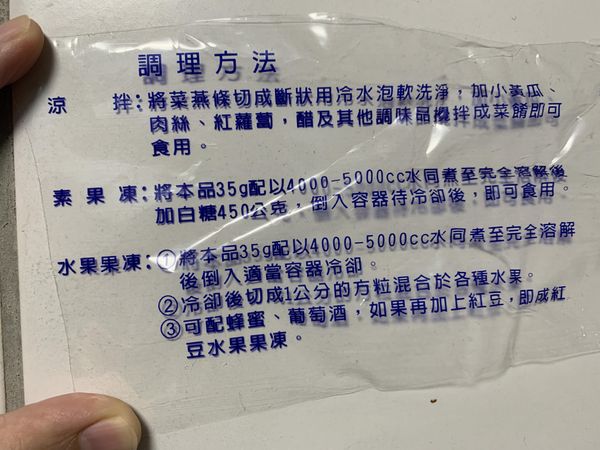 調理方法
涼　拌:將菜燕條切成斷狀用冷水泡軟洗淨,加小黃瓜、
肉絲、紅蘿蔔,醋及其他調味品攪拌成菜餚即可
食用。
素果凍:將本品35g配以4000-5000cc水同煮至完全溶解後
加白糖450公克,倒入容器待冷卻後,即可食用。
水果果凍:①將本品35g配以4000-5000cc水同煮至完全溶解
後倒入適當容器冷卻。
②冷卻後切成1公分的方粒混合於各種水果。
③可配蜂蜜、葡萄酒,如果再加上紅豆,即成紅
豆水果果凍。